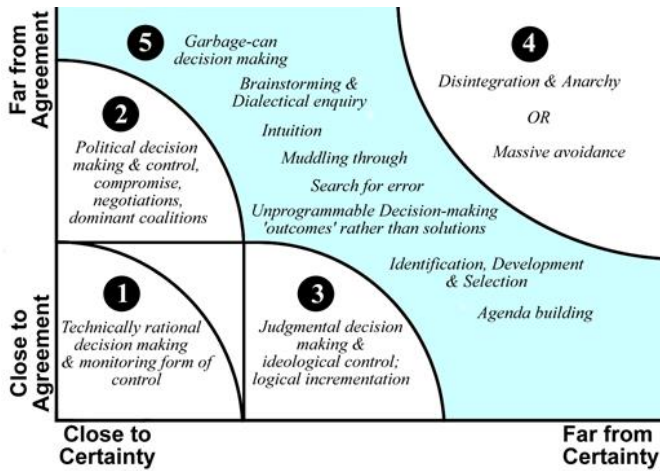 Far from
Agreement
Close to
Agreement
5
Garbage-can
decision making
Brainstorming &
Dialectical enquiry
Intuition
Muddling through
Search for error
Unprogrammable Decision-making
'outcomes' rather than solutions
Identification, Development
& Selection
Agenda building
4
Disintegration & Anarchy
OR
Massive avoidance
2
Political decision
making & control,
compromise,
negotiations,
dominant coalitions
1
Technically rational
decision making
& monitoring form of
control
3
Judgmental decision
making &
ideological control;
logical incrementation
Close to
Certainty
Far from
Certainty